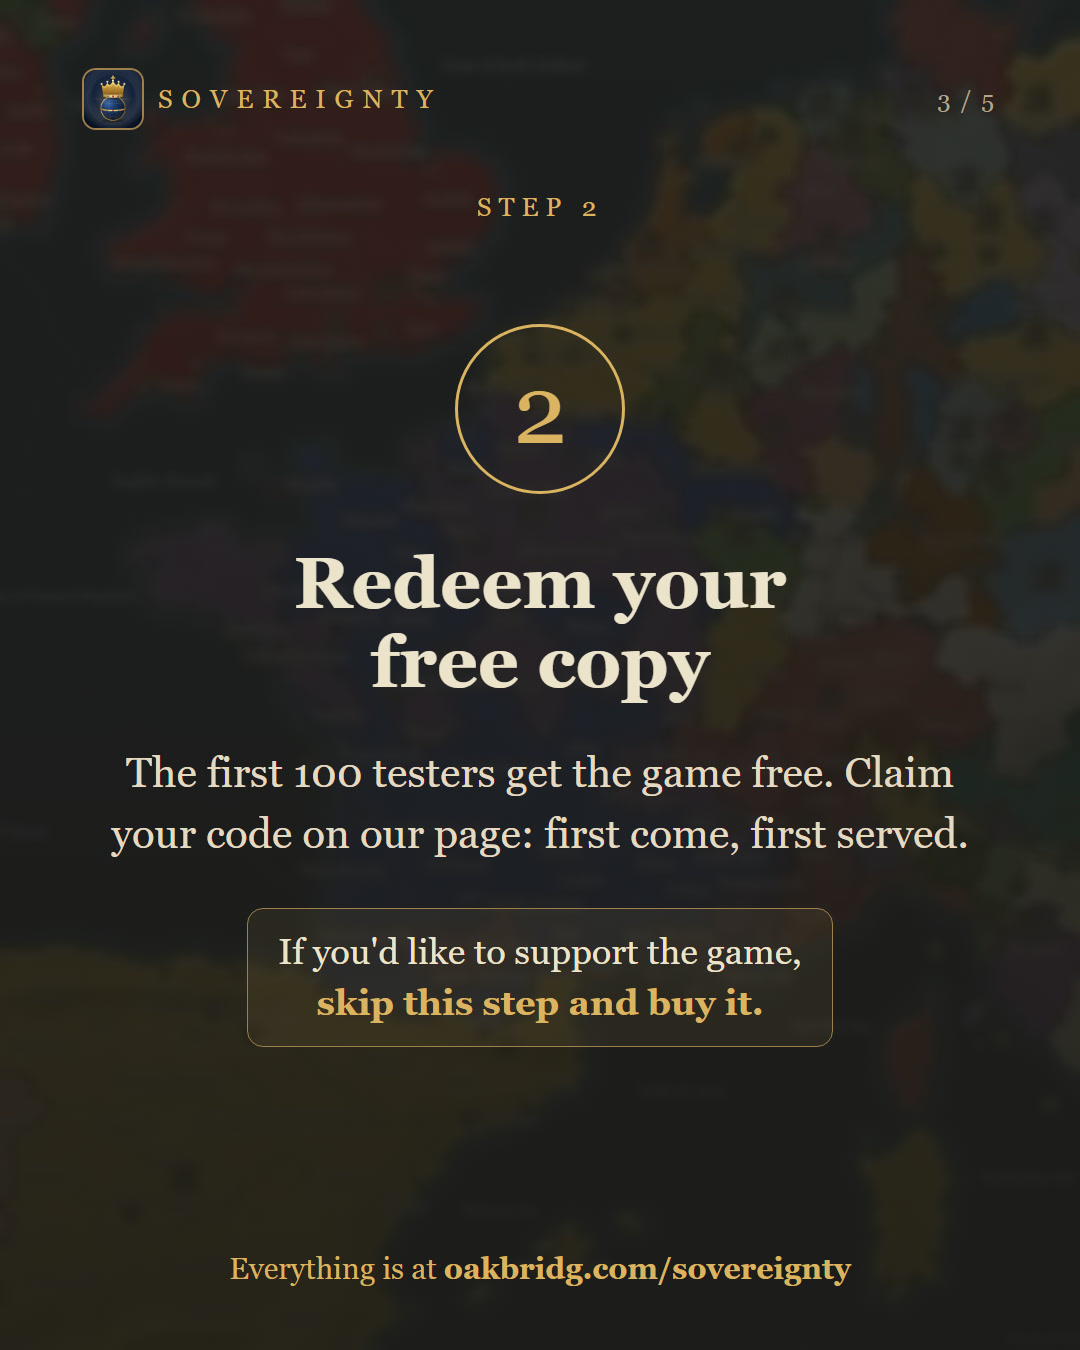 SOVEREIGNTY
3 / 5
STEP 2
2
Redeem your
free copy
The first 100 testers get the game free. Claim
your code on our page: first come, first served.
If you'd like to support the game,
skip this step and buy it.
Everything is at oakbridg.com/sovereignty